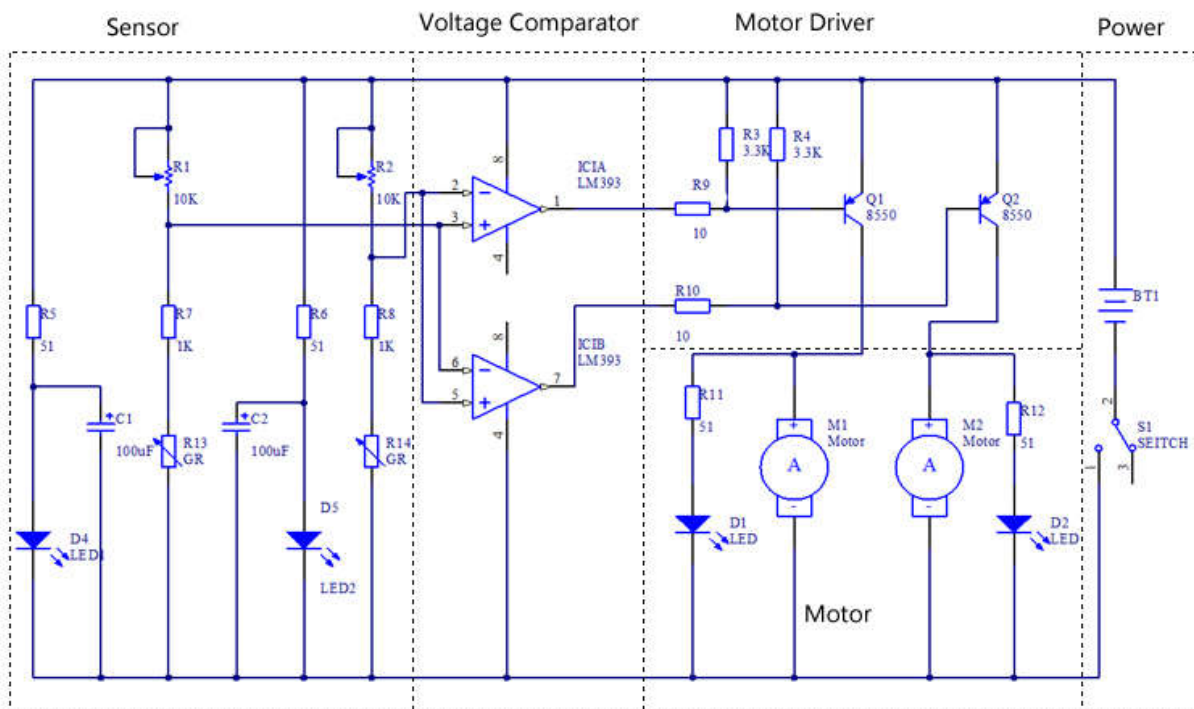 Sensor
Voltage Comparator
Motor Driver
Power
R1
10K
R2
10K
8
2
3
1
4
ICIA
LM393
R9
10
R3
3.3K
R4
3.3K
Q1
8550
Q2
8550
R5
51
R7
1K
R6
51
R8
1K
R10
10
BT1
8
6
5
7
4
ICIB
LM393
C1
100uF
R13
GR
C2
100uF
R14
GR
R11
51
M1
Motor
A
+
-
M2
Motor
A
+
-
R12
51
2
S1
SEITCH
1
3
D4
LED1
D5
LED2
D1
LED
D2
LED
Motor